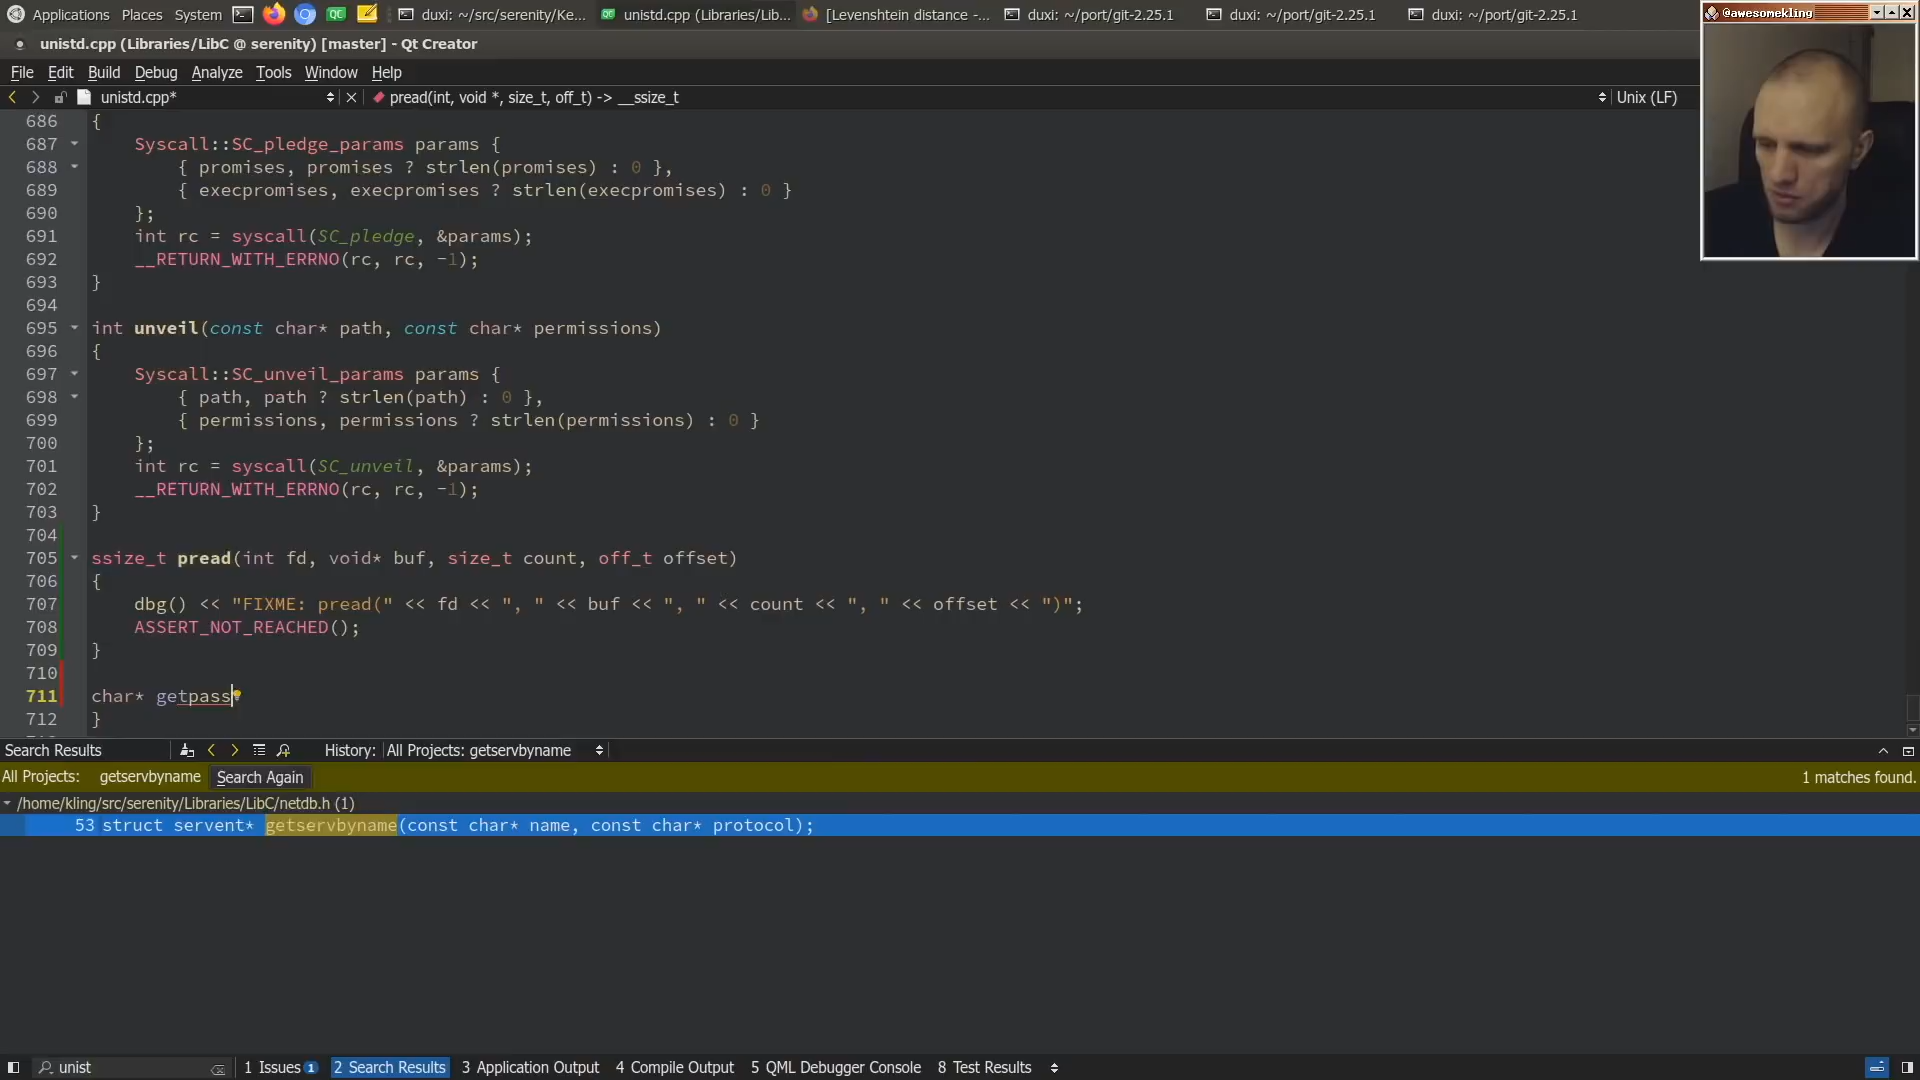 Applications Places System duxi: ~/src/serenity/Ke... unistd.cpp (Libraries/Lib... [Levenshtein distance -... duxi: ~/port/git-2.25.1 duxi: ~/port/git-2.25.1 duxi: ~/port/git-2.25.1
@awesomekling
unistd.cpp (Libraries/LibC @ serenity) [master] - Qt Creator
File Edit Build Debug Analyze Tools Window Help
unistd.cpp* pread(int, void *, size_t, off_t) -> __ssize_t Unix (LF)
686 {
687 Syscall::SC_pledge_params params {
688 { promises, promises ? strlen(promises) : 0 },
689 { execpromises, execpromises ? strlen(execpromises) : 0 }
690 };
691 int rc = syscall(SC_pledge, &params);
692 __RETURN_WITH_ERRNO(rc, rc, -1);
693 }
694
695 int unveil(const char* path, const char* permissions)
696 {
697 Syscall::SC_unveil_params params {
698 { path, path ? strlen(path) : 0 },
699 { permissions, permissions ? strlen(permissions) : 0 }
700 };
701 int rc = syscall(SC_unveil, &params);
702 __RETURN_WITH_ERRNO(rc, rc, -1);
703 }
704
705 ssize_t pread(int fd, void* buf, size_t count, off_t offset)
706 {
707 dbg() << "FIXME: pread(" << fd << ", " << buf << ", " << count << ", " << offset << ")";
708 ASSERT_NOT_REACHED();
709 }
710
711 char* getpass
712 }
Search Results History: All Projects: getservbyname
All Projects: getservbyname Search Again 1 matches found.
/home/kling/src/serenity/Libraries/LibC/netdb.h (1)
53 struct servent* getservbyname(const char* name, const char* protocol);
unist 1 Issues 1 2 Search Results 3 Application Output 4 Compile Output 5 QML Debugger Console 8 Test Results